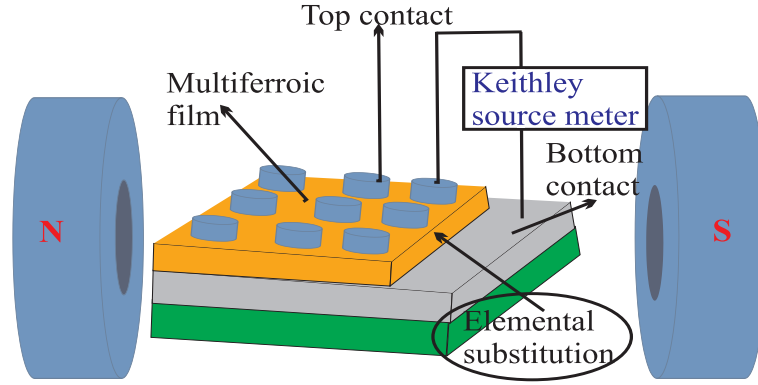 Top contact
Multiferroic
film
Keithley
source meter
Bottom
contact
N
S
Elemental
substitution